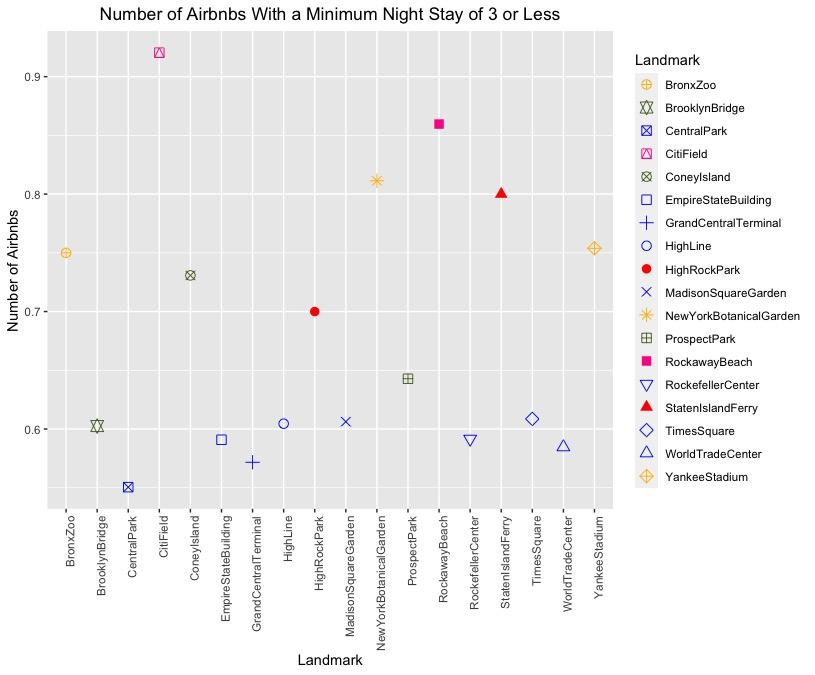 Number of Airbnbs With a Minimum Night Stay of 3 or Less
Number of Airbnbs
0.9
0.8
0.7
0.6
BronxZoo
BrooklynBridge
CentralPark
CitiField
ConeyIsland
EmpireStateBuilding
GrandCentralTerminal
HighLine
HighRockPark
MadisonSquareGarden
NewYorkBotanicalGarden
ProspectPark
RockawayBeach
RockefellerCenter
StatenIslandFerry
TimesSquare
WorldTradeCenter
YankeeStadium
Landmark
Landmark
BronxZoo
BrooklynBridge
CentralPark
CitiField
ConeyIsland
EmpireStateBuilding
GrandCentralTerminal
HighLine
HighRockPark
MadisonSquareGarden
NewYorkBotanicalGarden
ProspectPark
RockawayBeach
RockefellerCenter
StatenIslandFerry
TimesSquare
WorldTradeCenter
YankeeStadium